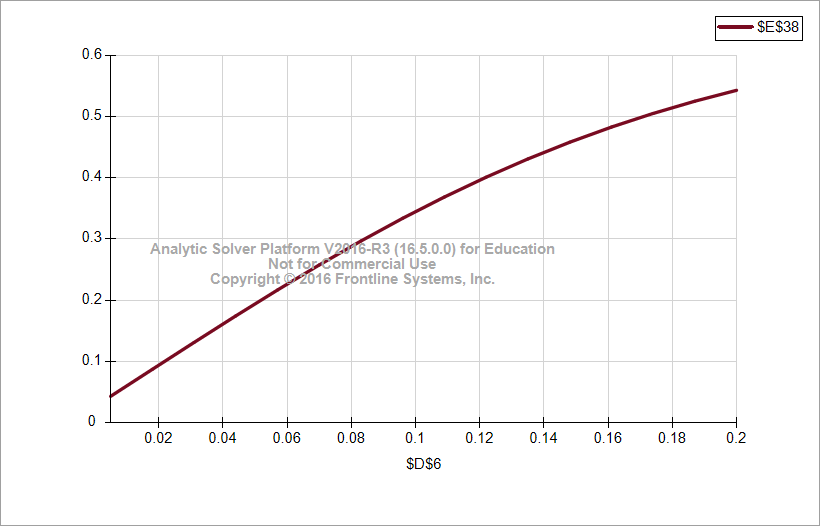 $E$38
0.6
0.5
0.4
0.3
0.2
0.1
0
Analytic Solver Platform V2016-R3 (16.5.0.0) for Education
Not for Commercial Use
Copyright © 2016 Frontline Systems, Inc.
0.02 0.04 0.06 0.08 0.1 0.12 0.14 0.16 0.18 0.2
$D$6